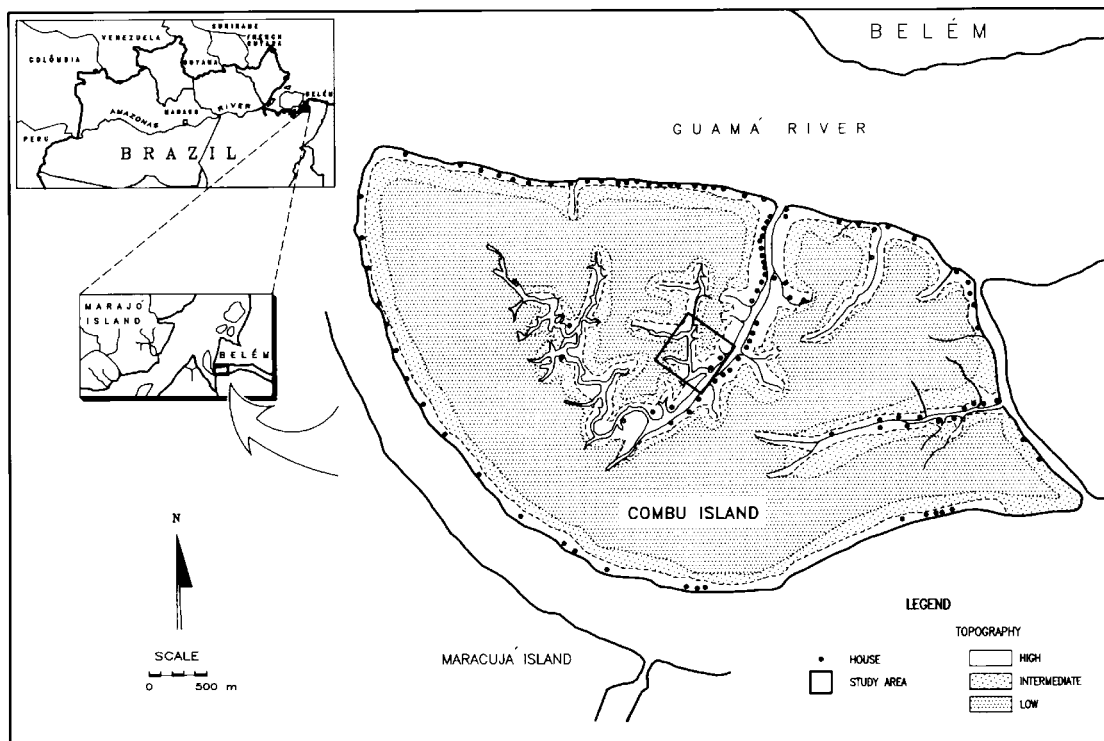 SURINAME
VENEZUELA
FRENCH
GUYANA
COLÔMBIA
GUYANA
BELÉM
AMAZONAS
MANAUS
RIVER
PERU
BRAZIL
BELÉM
GUAMÁ RIVER
MARAJÓ
ISLAND
BELÉM
COMBU ISLAND
N
SCALE
0 500 m
MARACUJÁ ISLAND
LEGEND
TOPOGRAPHY
HOUSE
STUDY AREA
HIGH
INTERMEDIATE
LOW